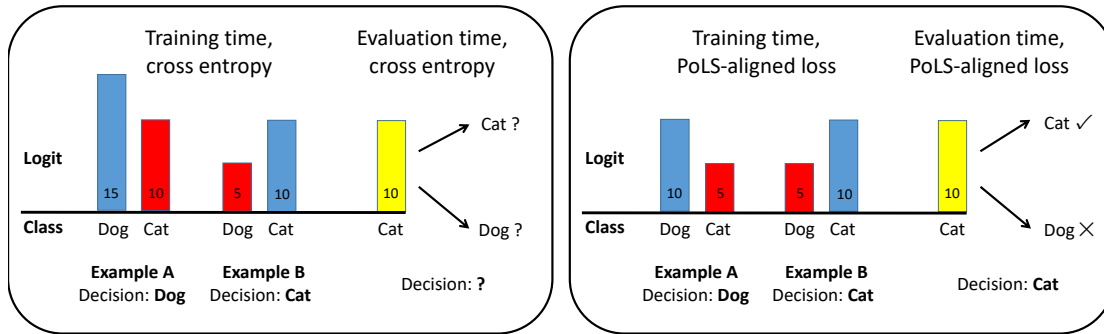 Training time,
cross entropy
Evaluation time,
cross entropy
Cat ?
Logit
15
10
5
10
10
Class
Dog
Cat
Dog
Cat
Cat
Dog ?
Example A
Decision: Dog
Example B
Decision: Cat
Decision: ?
Training time,
PoLS-aligned loss
Evaluation time,
PoLS-aligned loss
Cat ✓
Logit
10
5
5
10
10
Class
Dog
Cat
Dog
Cat
Cat
Dog ×
Example A
Decision: Dog
Example B
Decision: Cat
Decision: Cat